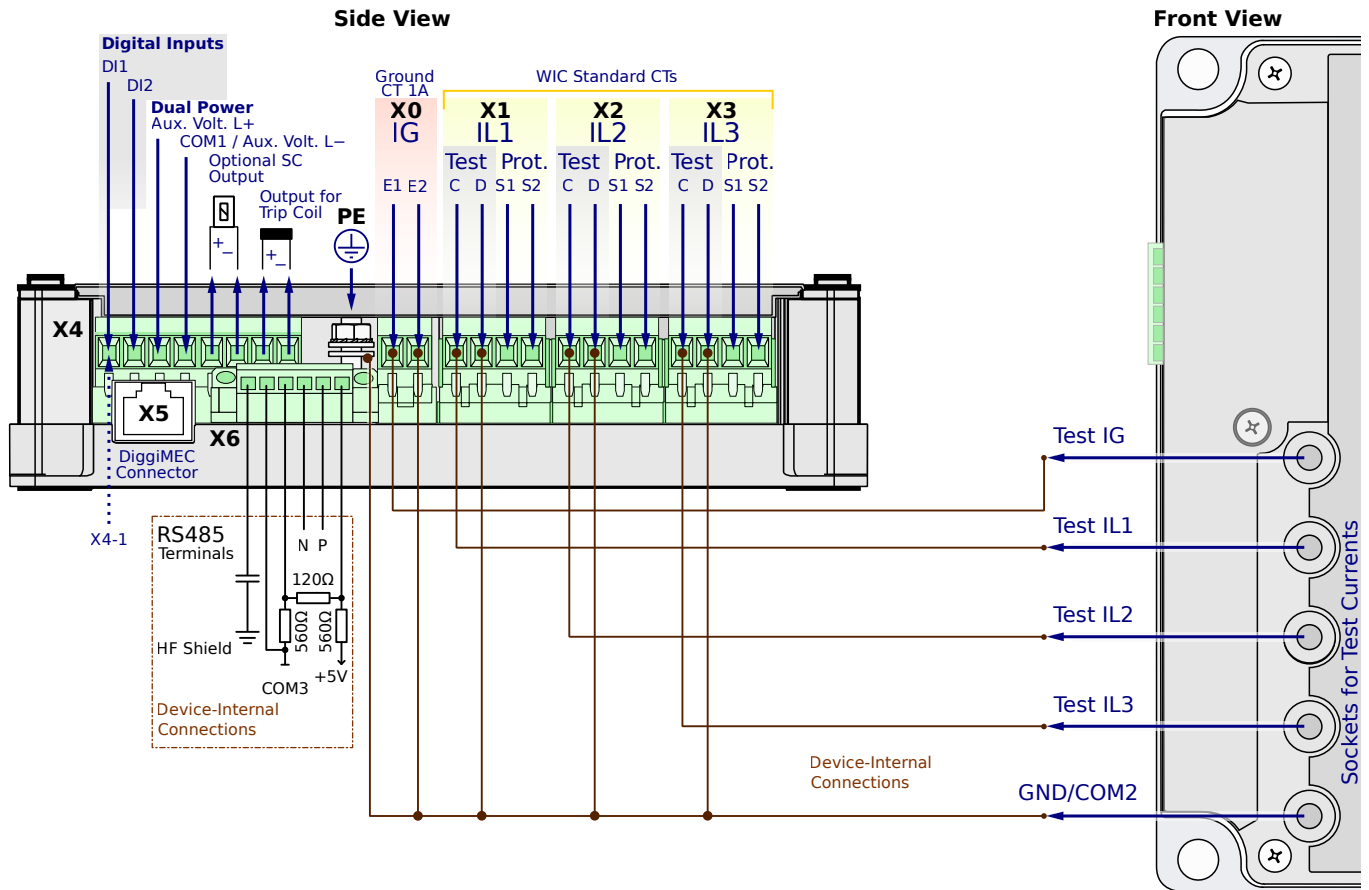 Side View
Front View
Digital Inputs
DI1
DI2
Dual Power
Aux. Volt. L+
COM1 / Aux. Volt. L−
Optional SC
Output
+
−
Output for
Trip Coil
+
−
PE
Ground
CT 1A
X0
IG
E1 E2
WIC Standard CTs
X1
IL1
Test Prot.
C D S1 S2
X2
IL2
Test Prot.
C D S1 S2
X3
IL3
Test Prot.
C D S1 S2
X4
X5
X6
DiggiMEC
Connector
X4-1
RS485
Terminals
N P
120Ω
560Ω
560Ω
HF Shield
+5V
COM3
Device-Internal
Connections
Test IG
Test IL1
Test IL2
Test IL3
Device-Internal
Connections
GND/COM2
Sockets for Test Currents